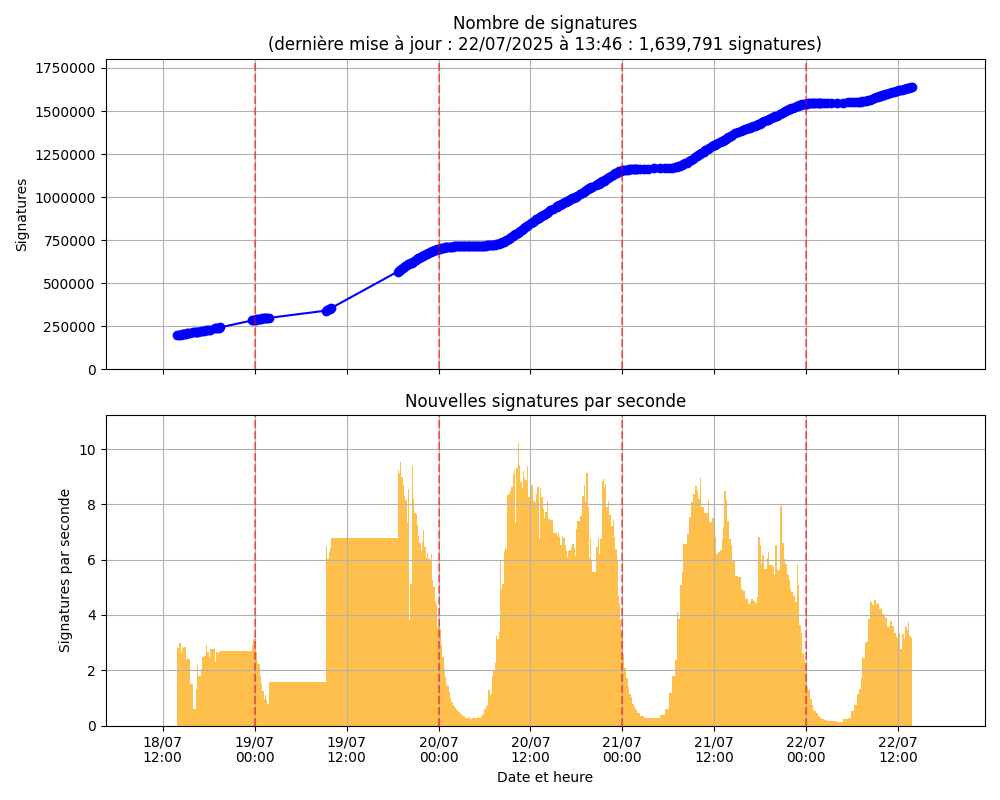 Nombre de signatures
(dernière mise à jour : 22/07/2025 à 13:46 : 1,639,791 signatures)
1750000
1500000
1250000
1000000
750000
500000
250000
0
Signatures
Nouvelles signatures par seconde
10
8
6
4
2
0
Signatures par seconde
18/07 19/07 19/07 20/07 20/07 21/07 21/07 22/07 22/07
12:00 00:00 12:00 00:00 12:00 00:00 12:00 00:00 12:00
Date et heure